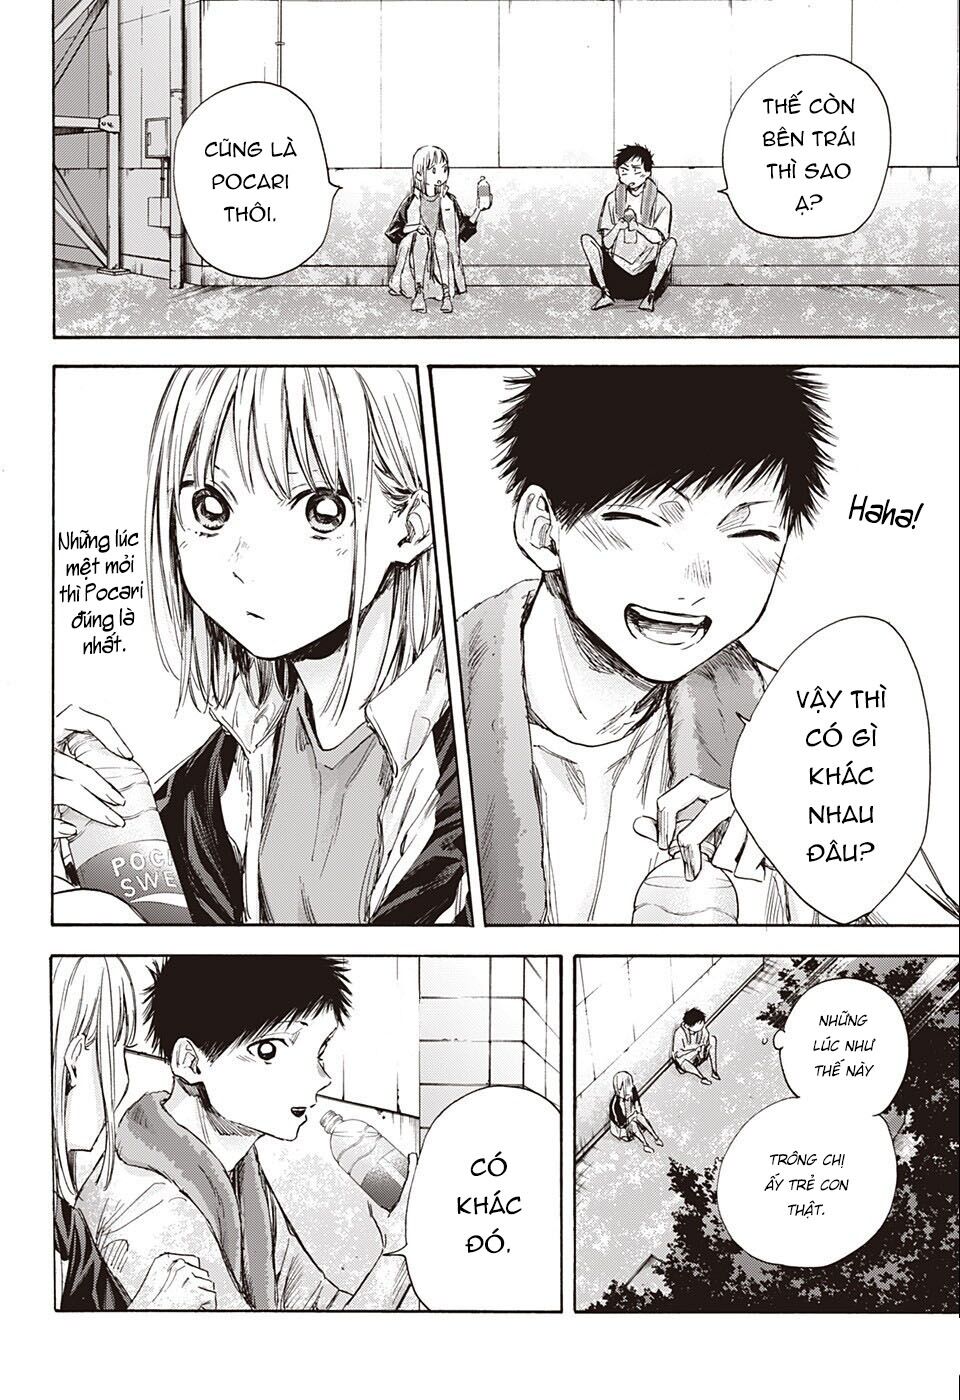 THẾ CÒN
BÊN TRÁI
THÌ SAO
Ạ?
CŨNG LÀ
POCARI
THÔI.
Haha!
VẬY THÌ
CÓ GÌ
KHÁC
NHAU
ĐÂU?
Những lúc
mệt mỏi
thì Pocari
đúng là
nhất.
POCA
SWE
NHỮNG
LÚC NHƯ
THẾ NÀY
TRÔNG CHỊ
ẤY TRẺ CON
THẬT.
CÓ
KHÁC
ĐÓ.